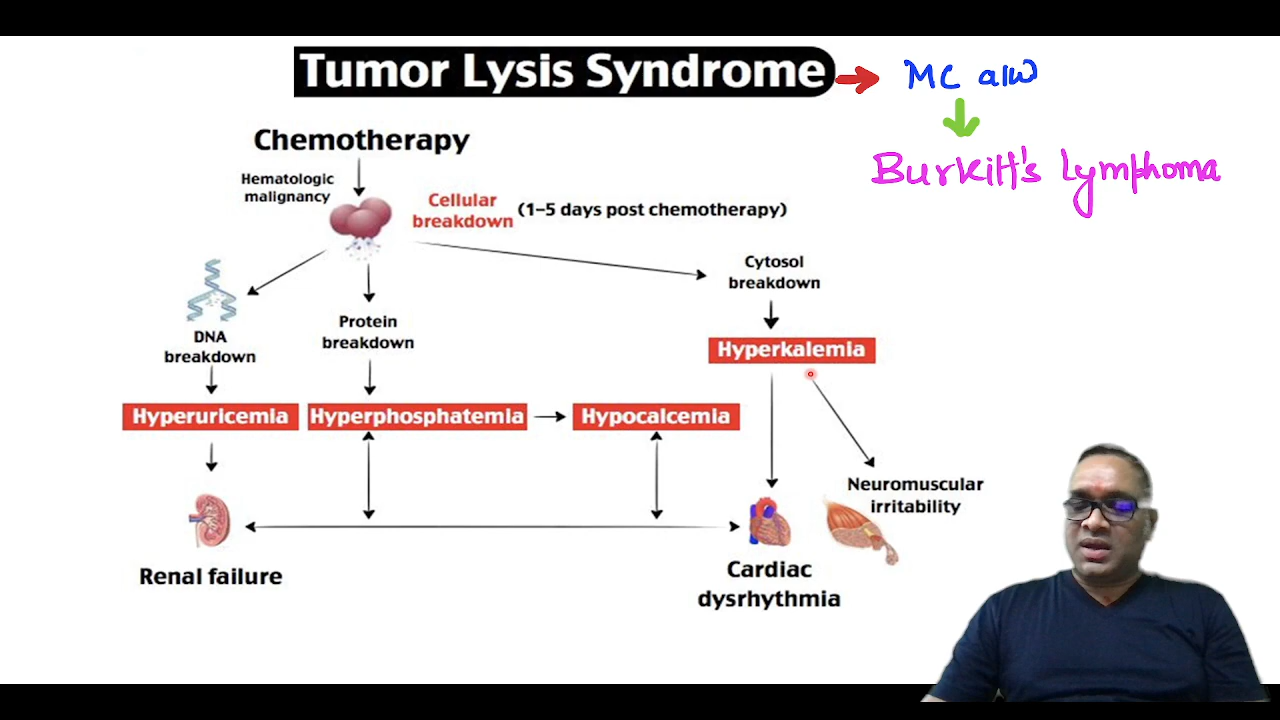 Tumor Lysis Syndrome
MC a/w
Burkitt's lymphoma
Chemotherapy
Hematologic
malignancy
Cellular
breakdown
(1–5 days post chemotherapy)
Cytosol
breakdown
DNA
breakdown
Protein
breakdown
Hyperkalemia
Hyperuricemia
Hyperphosphatemia
Hypocalcemia
Neuromuscular
irritability
Renal failure
Cardiac
dysrhythmia